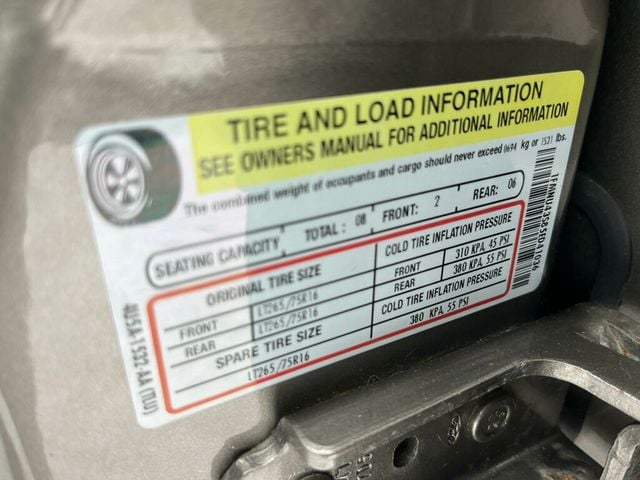 TIRE AND LOAD INFORMATION
SEE OWNERS MANUAL FOR ADDITIONAL INFORMATION
The combined weight of occupants and cargo should never exceed 0694 kg or 1531 lbs.
SEATING CAPACITY TOTAL : 08 FRONT: 2 REAR: 06
ORIGINAL TIRE SIZE COLD TIRE INFLATION PRESSURE
FRONT LT265/75R16 FRONT 310 KPA, 45 PSI
REAR LT265/75R16 REAR 380 KPA, 55 PSI
SPARE TIRE SIZE COLD TIRE INFLATION PRESSURE
LT265/75R16 380 KPA, 55 PSI
4U5A-1532-AA (TLU)
1FMNU43S85ED41036